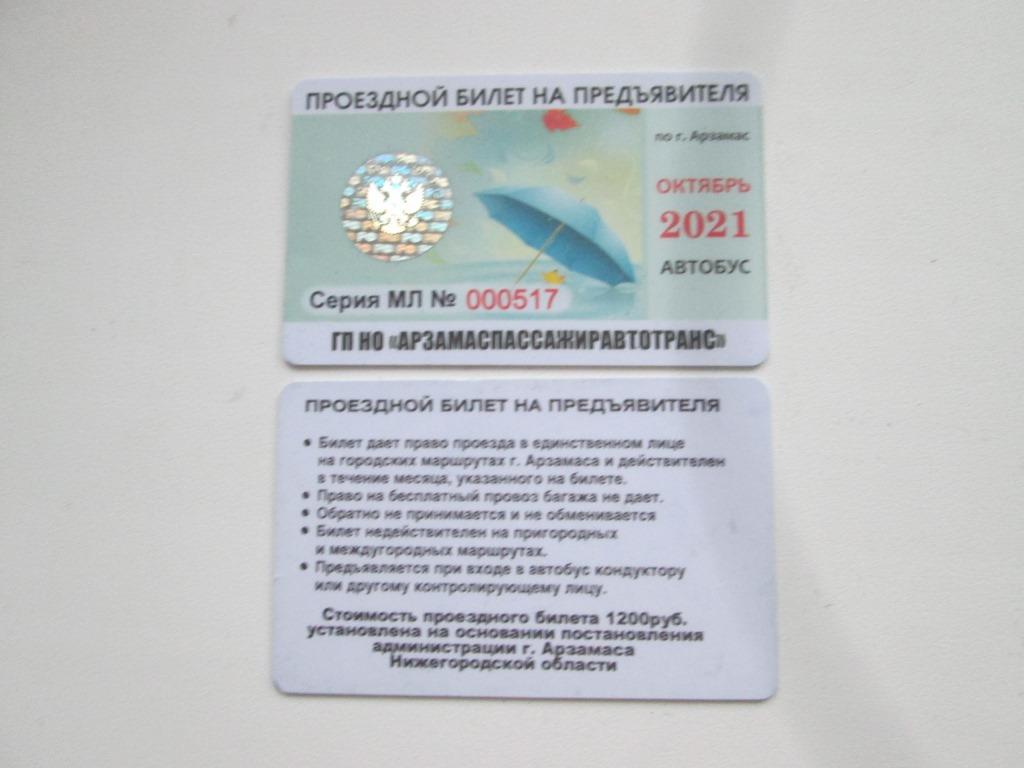 ПРОЕЗДНОЙ БИЛЕТ НА ПРЕДЪЯВИТЕЛЯ
по г. Арзамас
ОКТЯБРЬ
2021
АВТОБУС
Серия МЛ № 000517
ГП НО «АРЗАМАСПАССАЖИРАВТОТРАНС»
ПРОЕЗДНОЙ БИЛЕТ НА ПРЕДЪЯВИТЕЛЯ
• Билет дает право проезда в единственном лице
на городских маршрутах г. Арзамаса и действителен
в течение месяца, указанного на билете.
• Право на бесплатный провоз багажа не дает.
• Обратно не принимается и не обменивается
• Билет недействителен на пригородных
и междугородных маршрутах.
• Предъявляется при входе в автобус кондуктору
или другому контролирующему лицу.
Стоимость проездного билета 1200руб.
установлена на основании постановления
администрации г. Арзамаса
Нижегородской области